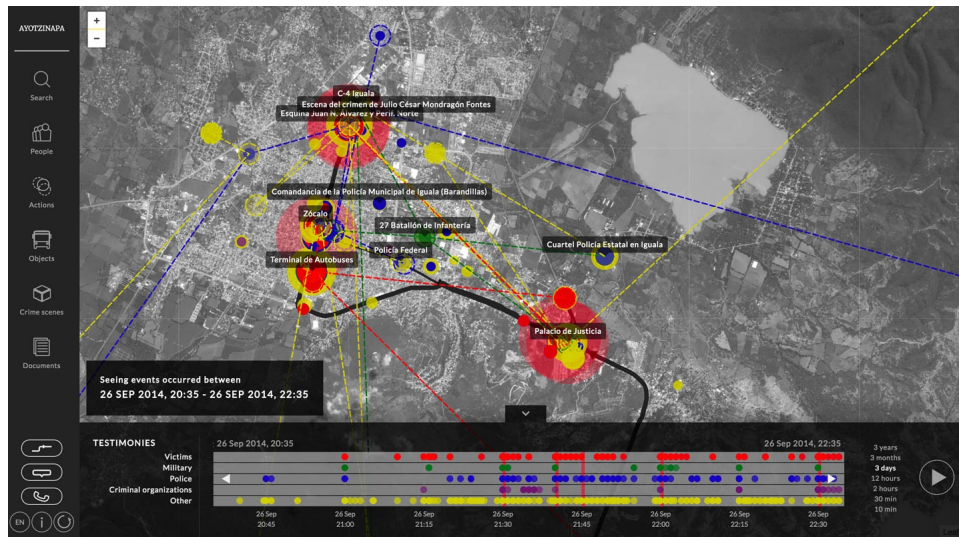 AYOTZINAPA
Search
People
Actions
Objects
Crime scenes
Documents
EN
i
+
−
C-4 Iguala
Escena del crimen de Julio César Mondragón Fontes
Esquina Juan N. Álvarez y Perif. Norte
Comandancia de la Policía Municipal de Iguala (Barandillas)
Zócalo
27 Batallón de Infantería
Policía Federal
Cuartel Policía Estatal en Iguala
Terminal de Autobuses
Palacio de Justicia
Seeing events occurred between
26 SEP 2014, 20:35 - 26 SEP 2014, 22:35
TESTIMONIES
26 Sep 2014, 20:35
26 Sep 2014, 22:35
Victims
Military
Police
Criminal organizations
Other
26 Sep
20:45
26 Sep
21:00
26 Sep
21:15
26 Sep
21:30
26 Sep
21:45
26 Sep
22:00
26 Sep
22:15
26 Sep
22:30
3 years
3 months
3 days
12 hours
2 hours
30 min
10 min